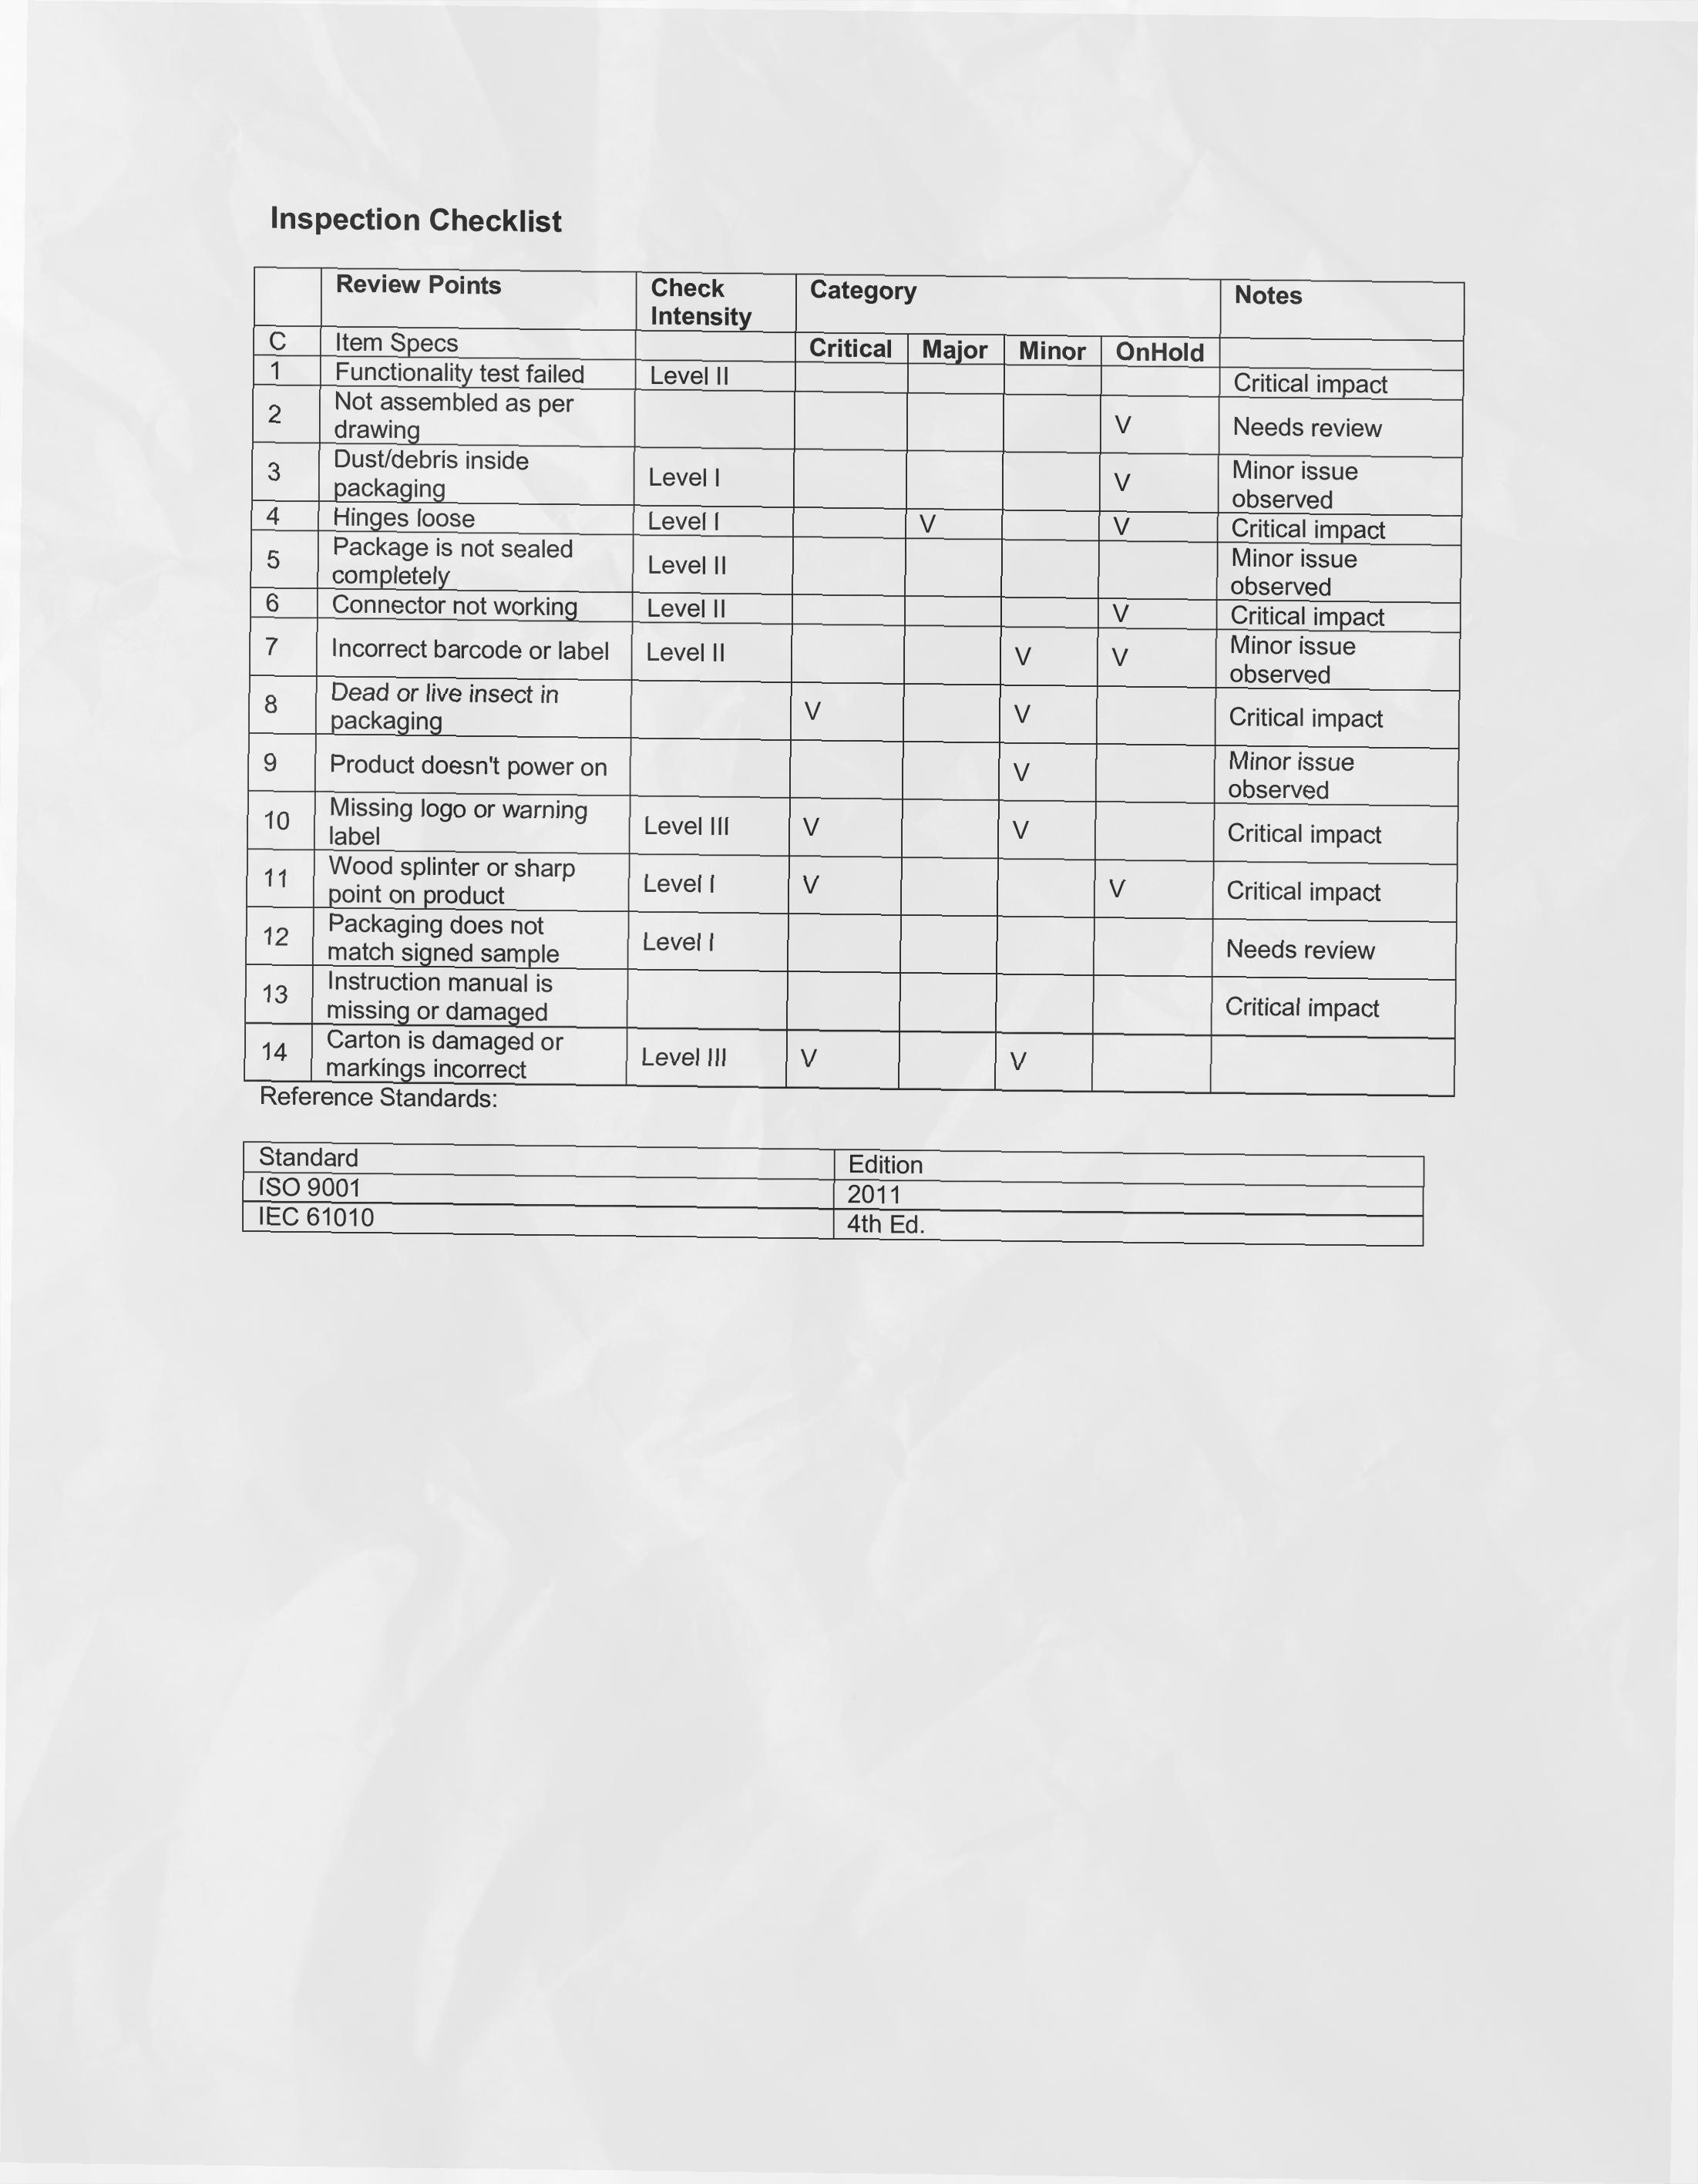 Inspection Checklist
Review Points Check Intensity Category Notes
C Item Specs Critical Major Minor OnHold
1 Functionality test failed Level II Critical impact
2 Not assembled as per drawing V Needs review
3 Dust/debris inside packaging Level I V Minor issue observed
4 Hinges loose Level I V V Critical impact
5 Package is not sealed completely Level II Minor issue observed
6 Connector not working Level II V Critical impact
7 Incorrect barcode or label Level II V V Minor issue observed
8 Dead or live insect in packaging V V Critical impact
9 Product doesn't power on V Minor issue observed
10 Missing logo or warning label Level III V V Critical impact
11 Wood splinter or sharp point on product Level I V V Critical impact
12 Packaging does not match signed sample Level I Needs review
13 Instruction manual is missing or damaged Critical impact
14 Carton is damaged or markings incorrect Level III V V
Reference Standards:
Standard Edition
ISO 9001 2011
IEC 61010 4th Ed.